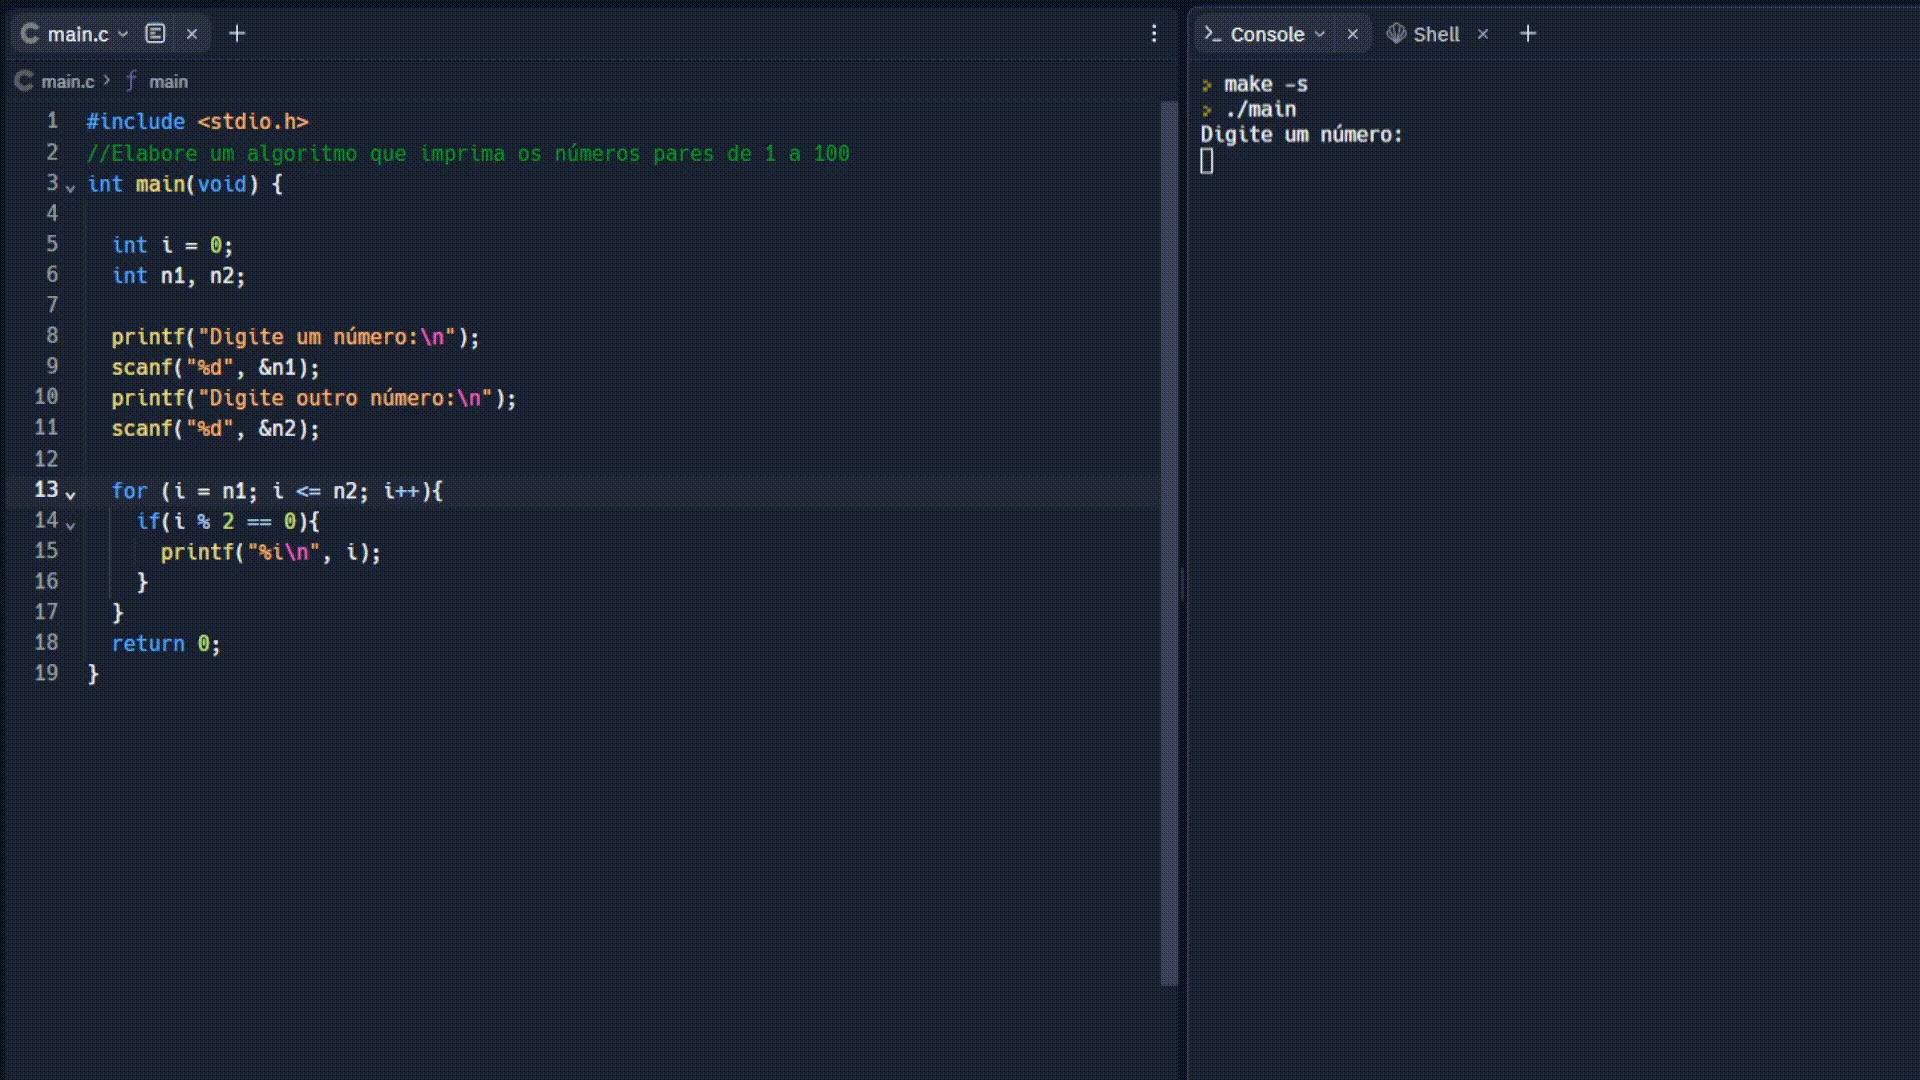 main.c
main.c > main
1 #include <stdio.h>
2 //Elabore um algoritmo que imprima os números pares de 1 a 100
3 int main(void) {
4
5   int i = 0;
6   int n1, n2;
7
8   printf("Digite um número:\n");
9   scanf("%d", &n1);
10   printf("Digite outro número:\n");
11   scanf("%d", &n2);
12
13   for (i = n1; i <= n2; i++){
14     if(i % 2 == 0){
15       printf("%i\n", i);
16     }
17   }
18   return 0;
19 }
Console Shell
> make -s
> ./main
Digite um número: